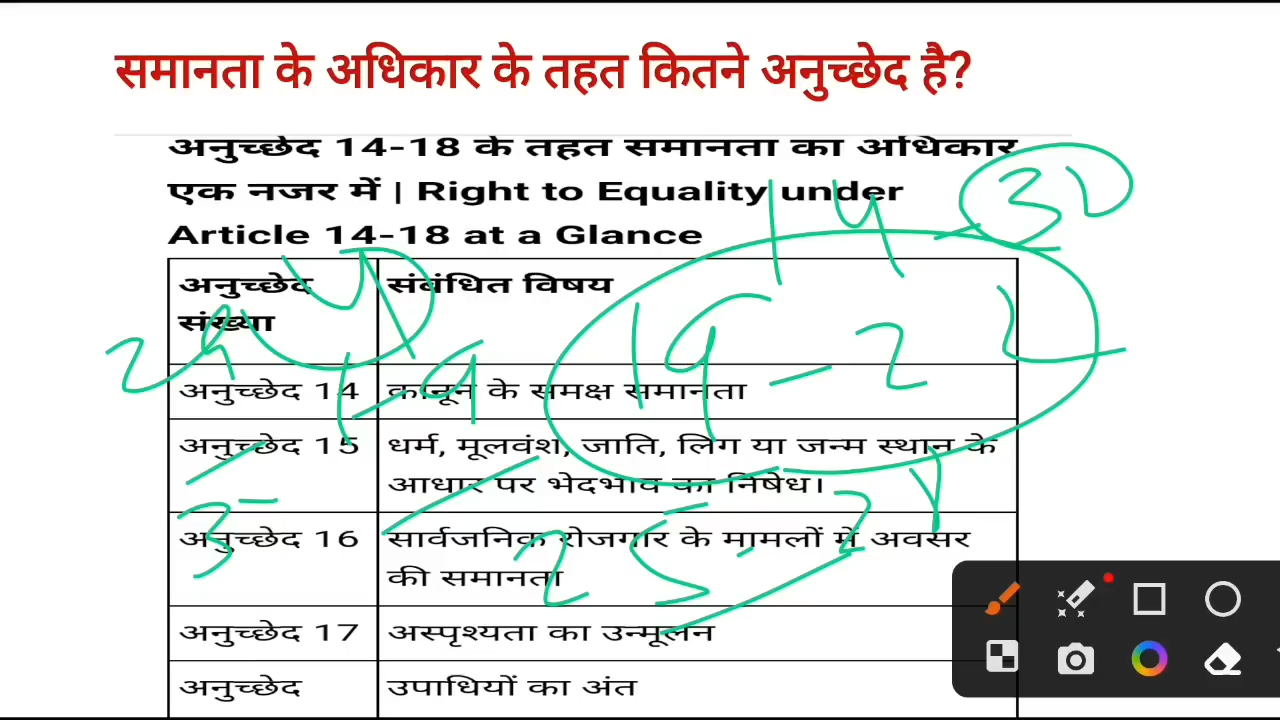 समानता के अधिकार के तहत कितने अनुच्छेद है?
अनुच्छेद 14-18 के तहत समानता का अधिकार
एक नजर में | Right to Equality under
Article 14-18 at a Glance
अनुच्छेद संबंधित विषय
संख्या
अनुच्छेद 14 कानून के समक्ष समानता
अनुच्छेद 15 धर्म, मूलवंश, जाति, लिंग या जन्म स्थान के
आधार पर भेदभाव का निषेध।
अनुच्छेद 16 सार्वजनिक रोजगार के मामलों में अवसर
की समानता
अनुच्छेद 17 अस्पृश्यता का उन्मूलन
अनुच्छेद उपाधियों का अंत